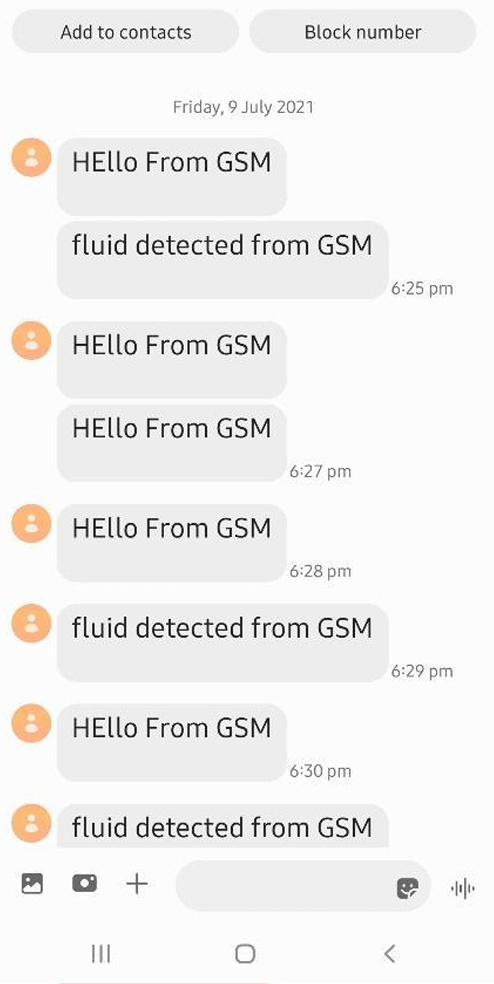 Add to contacts
Block number
Friday, 9 July 2021
HEllo From GSM
fluid detected from GSM
6:25 pm
HEllo From GSM
HEllo From GSM
6:27 pm
HEllo From GSM
6:28 pm
fluid detected from GSM
6:29 pm
HEllo From GSM
6:30 pm
fluid detected from GSM